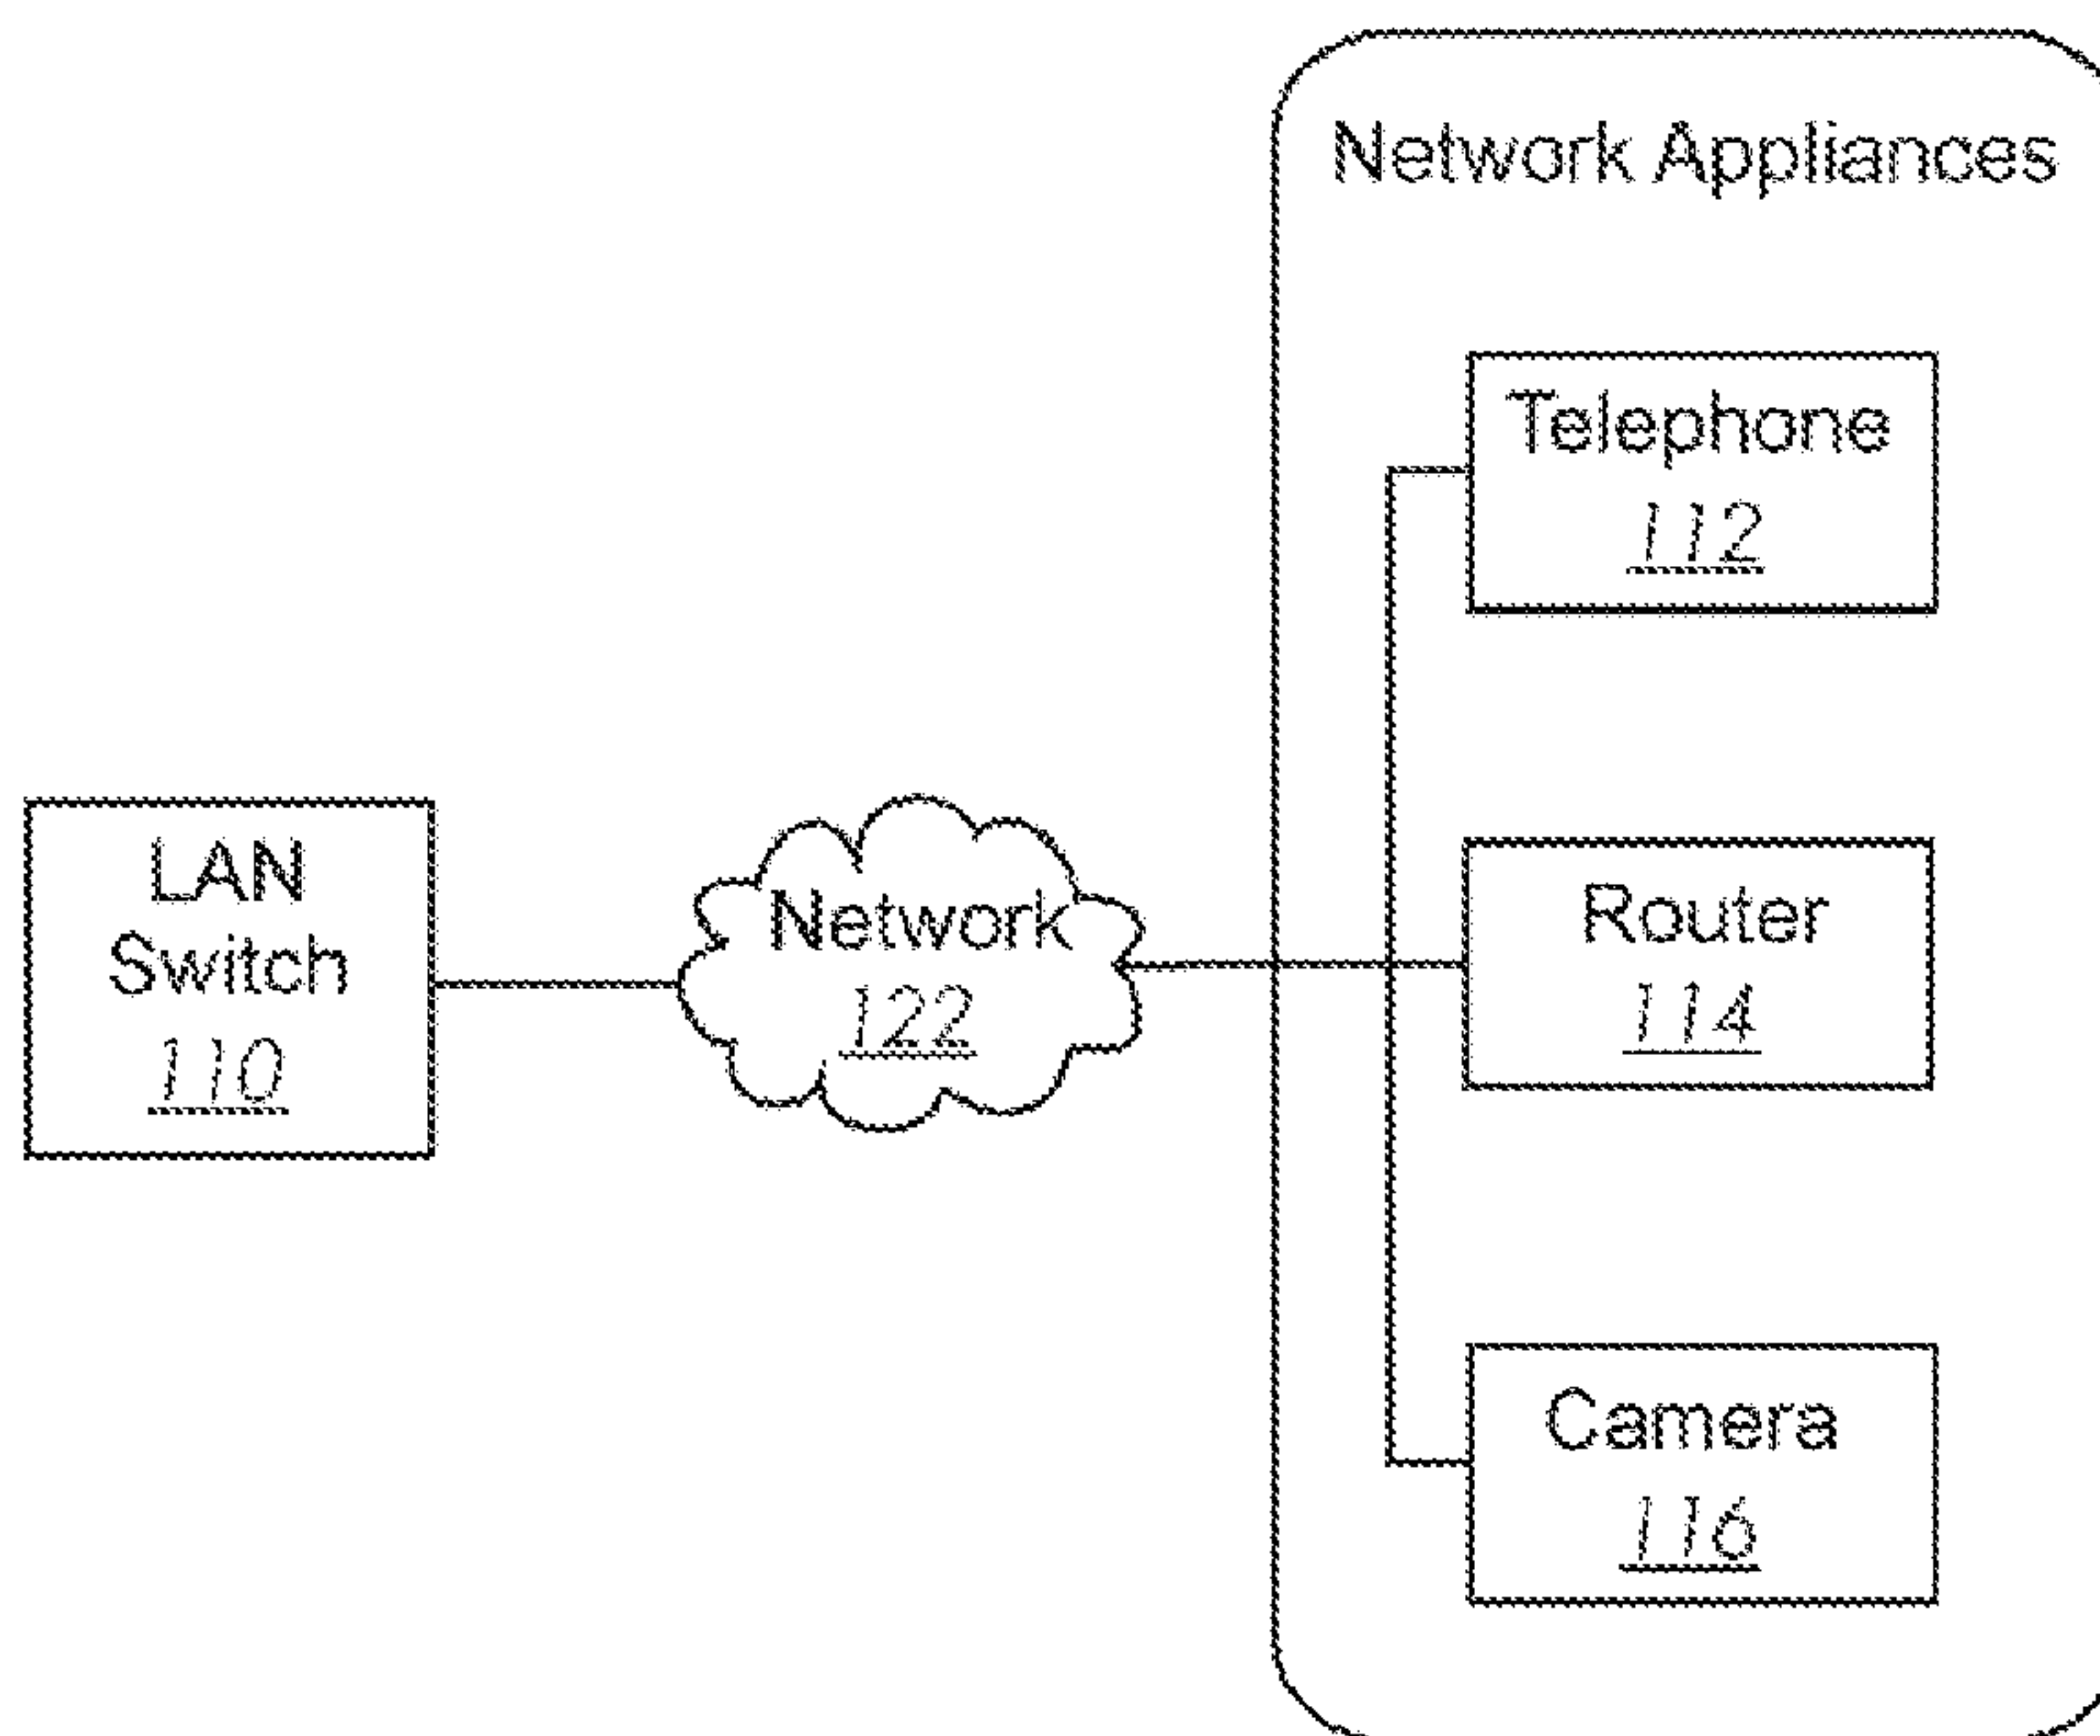 Network Appliances
Telephone
112
LAN
Switch
110
Network
122
Router
114
Camera
116